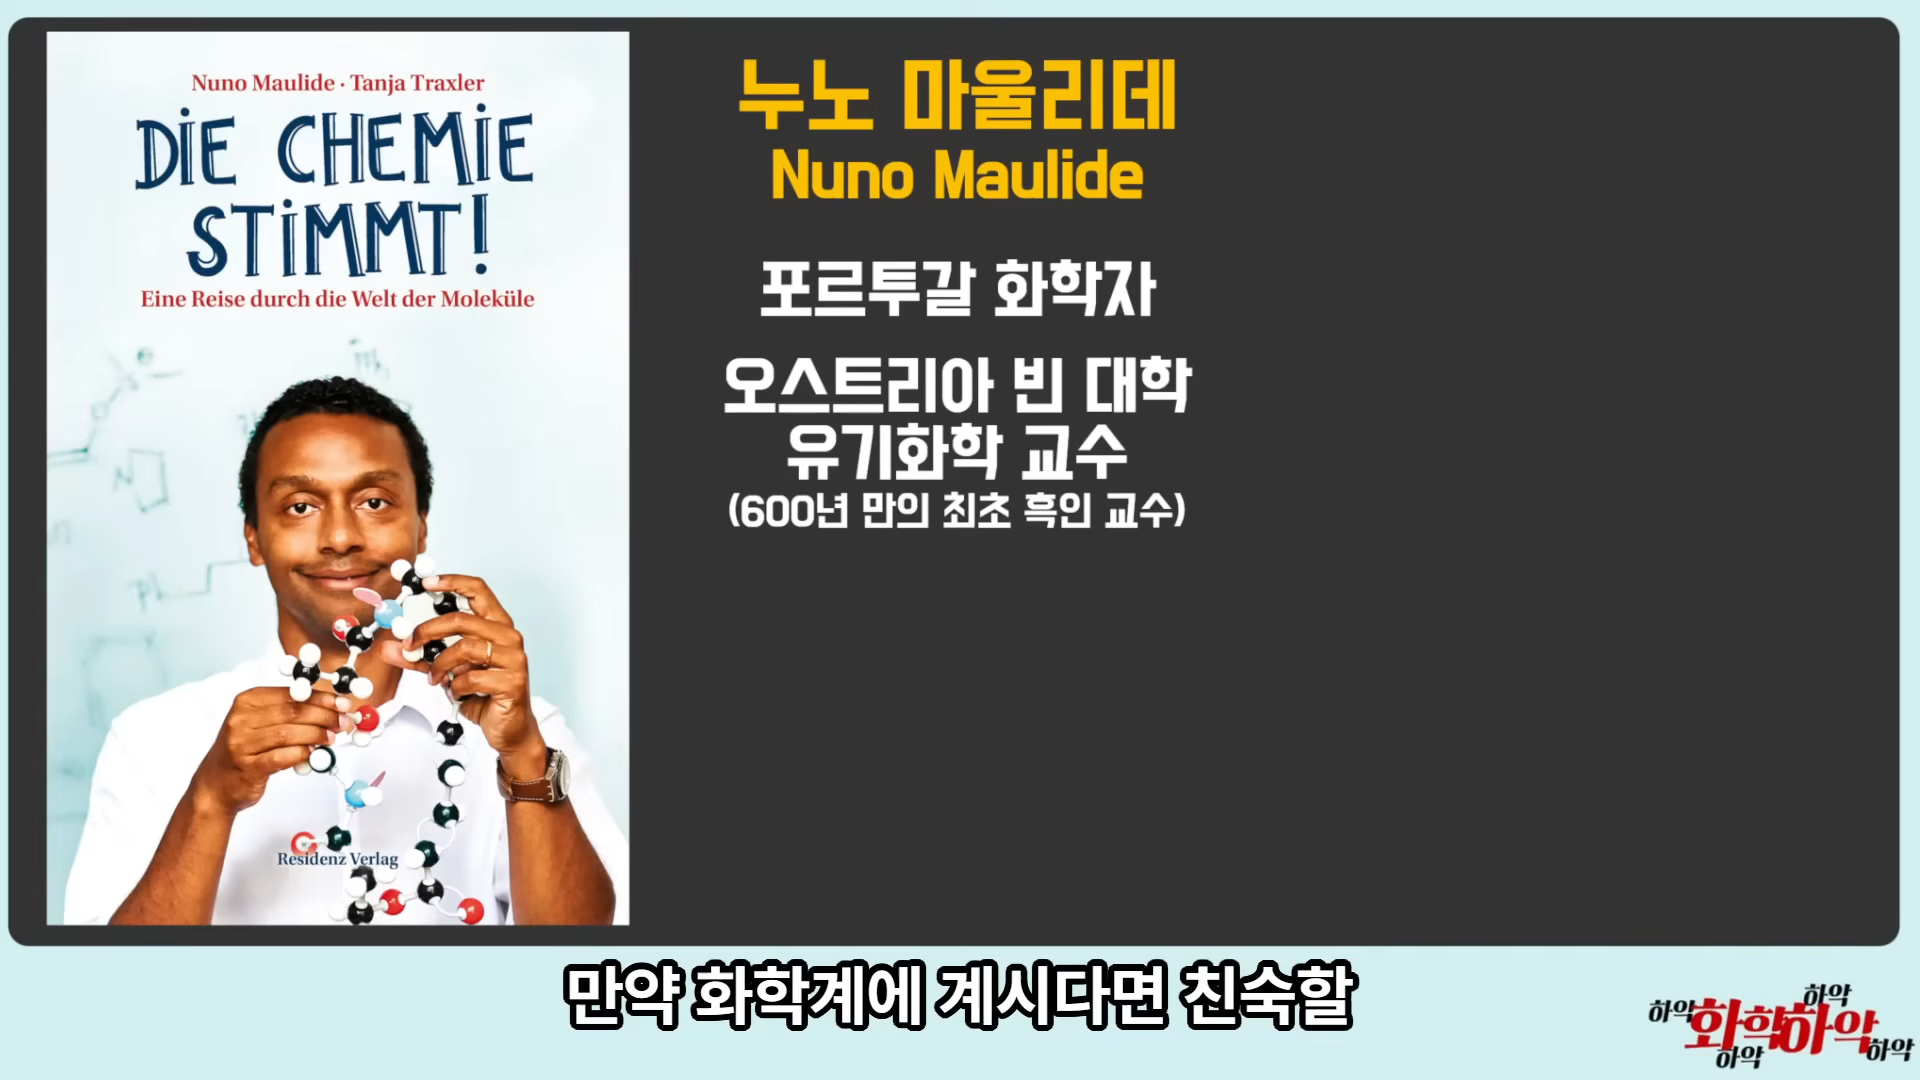 Nuno Maulide · Tanja Traxler
DiE CHEMiE
STiMMT!
Eine Reise durch die Welt der Moleküle
Residenz Verlag
누노 마울리데
Nuno Maulide
포르투갈 화학자
오스트리아 빈 대학
유기화학 교수
(600년 만의 최초 흑인 교수)
만약 화학계에 계시다면 친숙할
하약
하약
화학하약
하약
하약